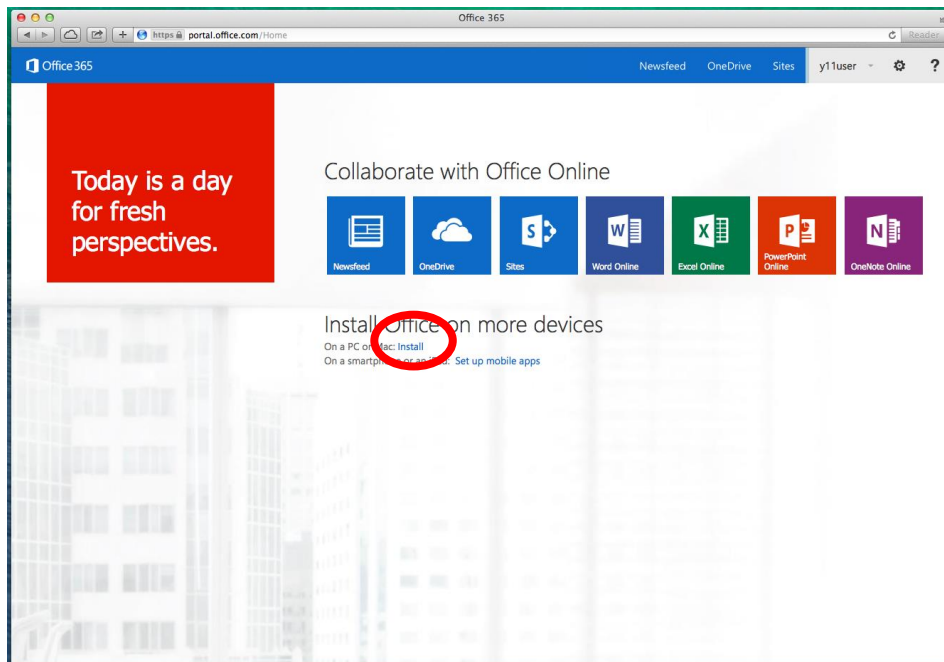 Office 365
https portal.office.com/Home
Reader
Office 365
Newsfeed OneDrive Sites y11user ?
Today is a day
for fresh
perspectives.
Collaborate with Office Online
Newsfeed
OneDrive
S
Sites
W
Word Online
X
Excel Online
P
PowerPoint
Online
N
OneNote Online
Install Office on more devices
On a PC or Mac: Install
On a smartphone or an iPad: Set up mobile apps